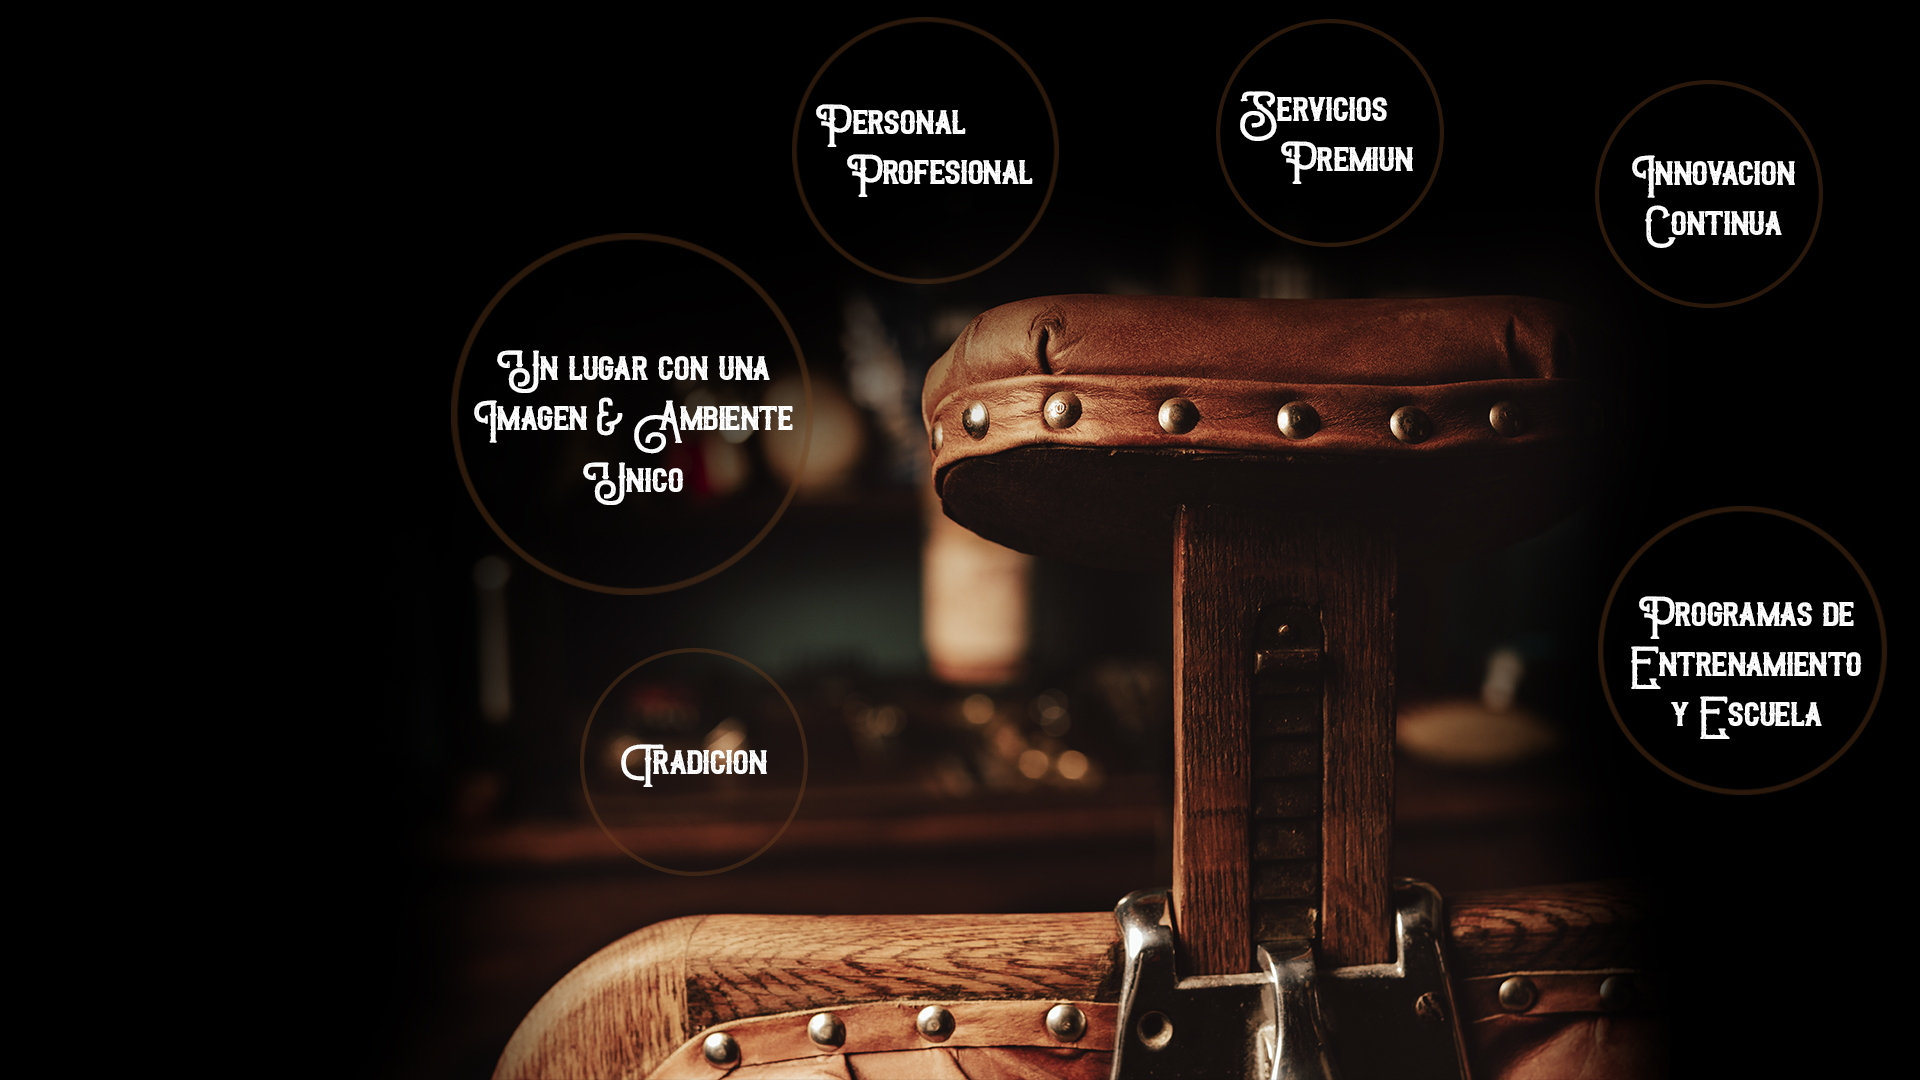 Personal
Profesional
Servicios
Premiun
Innovacion
Continua
Un lugar con una
Imagen & Ambiente
Unico
Programas de
Entrenamiento
y Escuela
Tradicion